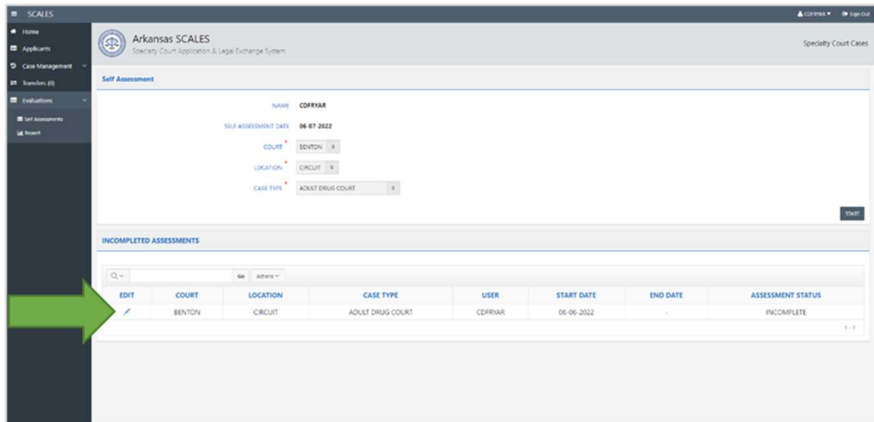 SCALES
CDFRYAR
Sign Out
Home
Applicants
Case Management
Transfers (0)
Evaluations
Self Assessments
Report
Arkansas SCALES
Specialty Court Application & Legal Exchange System
Specialty Court Cases
Self Assessment
NAME CDFRYAR
SELF ASSESSMENT DATE 06-07-2022
COURT * BENTON
LOCATION * CIRCUIT
CASE TYPE * ADULT DRUG COURT
START
INCOMPLETED ASSESSMENTS
Go Actions
EDIT COURT LOCATION CASE TYPE USER START DATE END DATE ASSESSMENT STATUS
BENTON CIRCUIT ADULT DRUG COURT CDFRYAR 06-06-2022 - INCOMPLETE
1 - 1